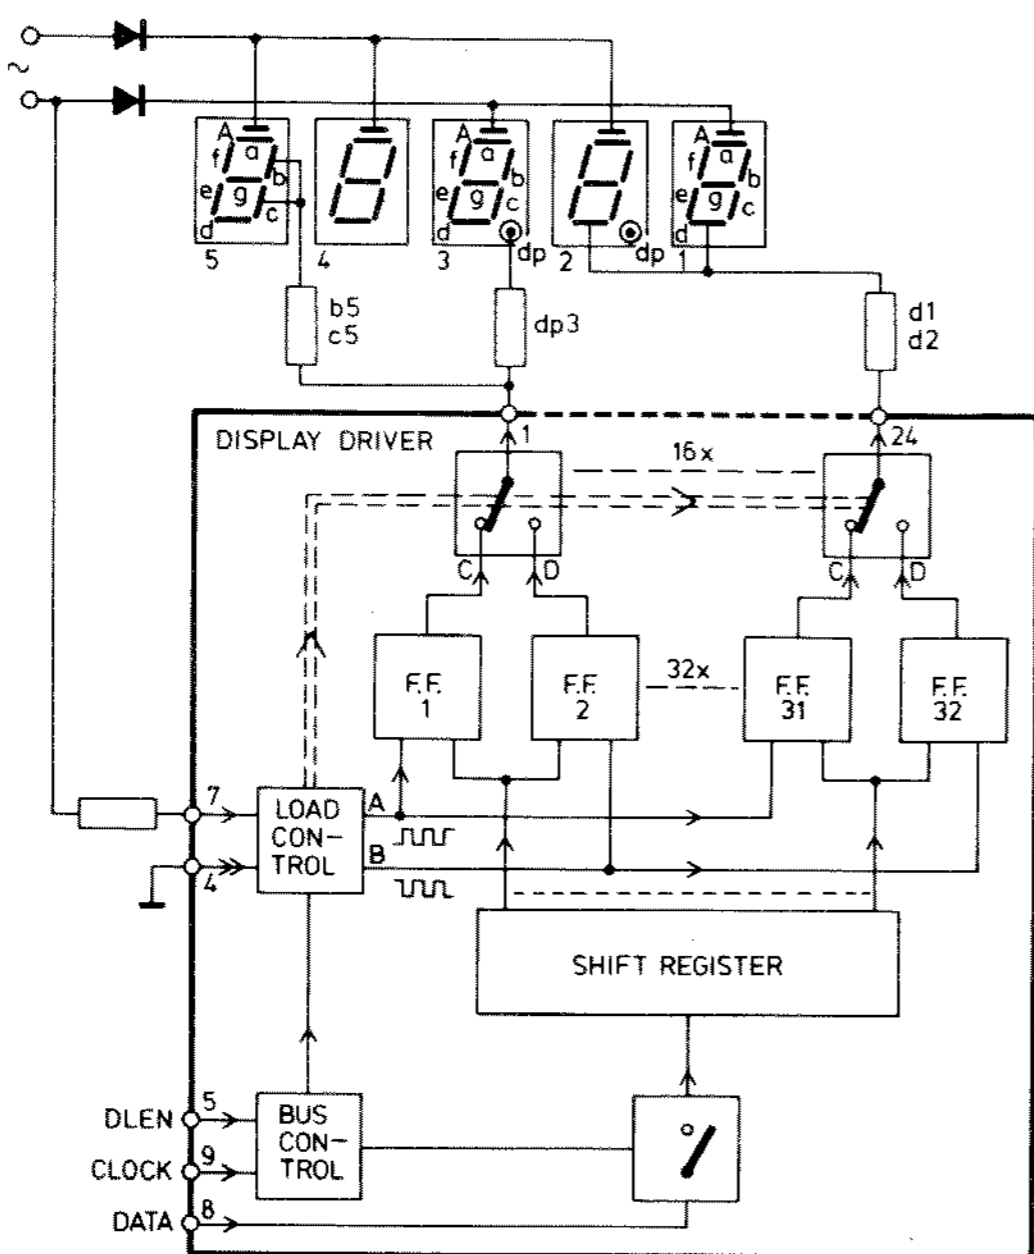 ~
A a b c d e f g
5
4
A a b c d e f g
dp
3
dp
2
A a b c d e f g
1
b5
c5
dp3
d1
d2
DISPLAY DRIVER
1
16x
24
C D
C D
F.F.
1
F.F.
2
32x
F.F.
31
F.F.
32
7
LOAD
CON-
TROL
A
B
4
SHIFT REGISTER
DLEN
5
BUS
CON-
TROL
CLOCK
9
DATA
8